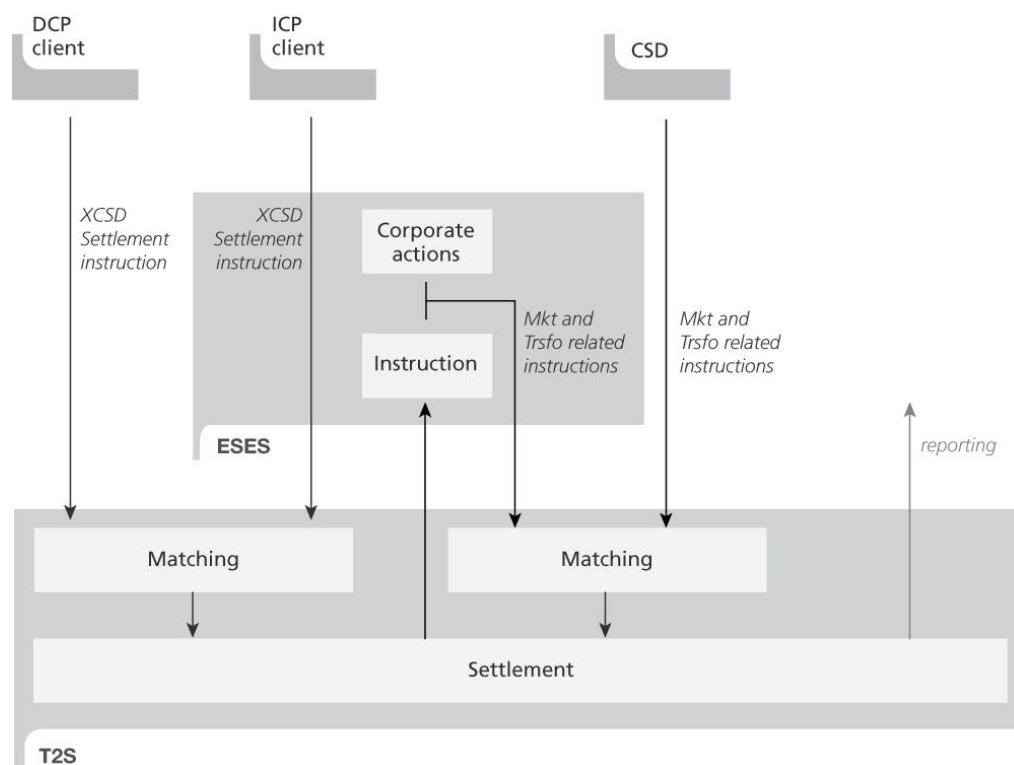 DCP
client
ICP
client
CSD
XCSD
Settlement
instruction
XCSD
Settlement
instruction
Corporate
actions
Mkt and
Trsfo related
instructions
Mkt and
Trsfo related
instructions
Instruction
ESES
reporting
Matching
Matching
Settlement
T2S